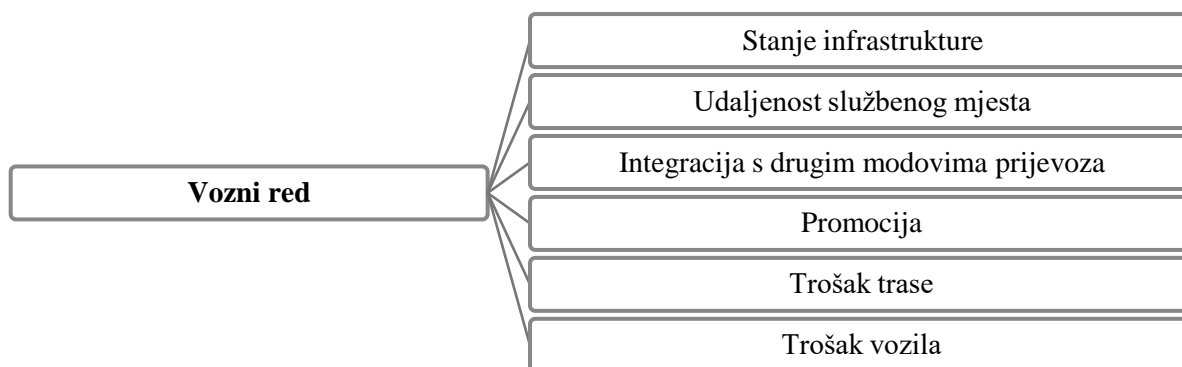 Stanje infrastrukture
Udaljenost službenog mjesta
Integracija s drugim modovima prijevoza
Vozni red
Promocija
Trošak trase
Trošak vozila